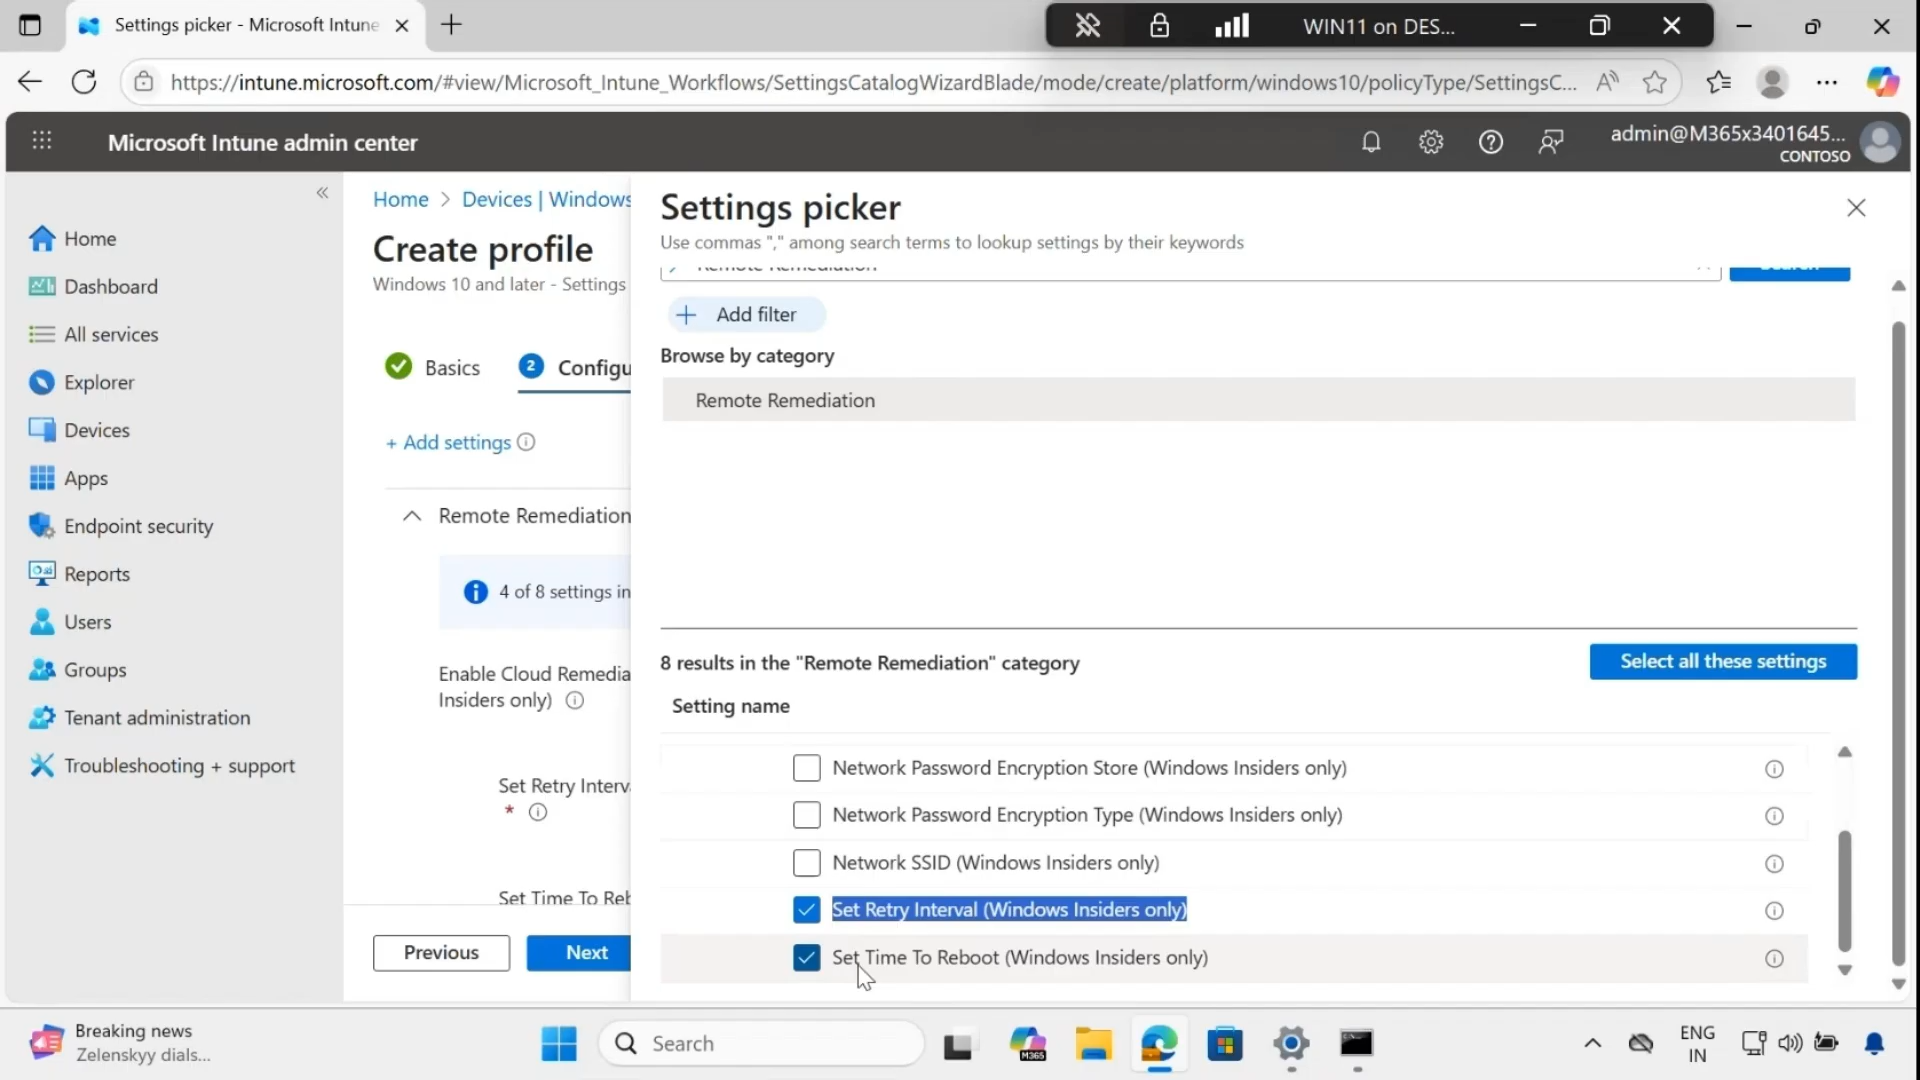 Settings picker - Microsoft Intune
WIN11 on DES...
https://intune.microsoft.com/#view/Microsoft_Intune_Workflows/SettingsCatalogWizardBlade/mode/create/platform/windows10/policyType/SettingsC...
Microsoft Intune admin center
admin@M365x3401645...
CONTOSO
Home
Dashboard
All services
Explorer
Devices
Apps
Endpoint security
Reports
Users
Groups
Tenant administration
Troubleshooting + support
Home > Devices | Windows
Create profile
Windows 10 and later - Settings
Basics
2 Configu
+ Add settings
Remote Remediation
4 of 8 settings in
Enable Cloud Remedia
Insiders only)
Set Retry Interv
*
Set Time To Reb
Previous
Next
Settings picker
Use commas "," among search terms to lookup settings by their keywords
Remote Remediation
Search
+ Add filter
Browse by category
Remote Remediation
8 results in the "Remote Remediation" category
Select all these settings
Setting name
Network Password Encryption Store (Windows Insiders only)
Network Password Encryption Type (Windows Insiders only)
Network SSID (Windows Insiders only)
Set Retry Interval (Windows Insiders only)
Set Time To Reboot (Windows Insiders only)
Breaking news
Zelenskyy dials...
Search
M365
ENG
IN